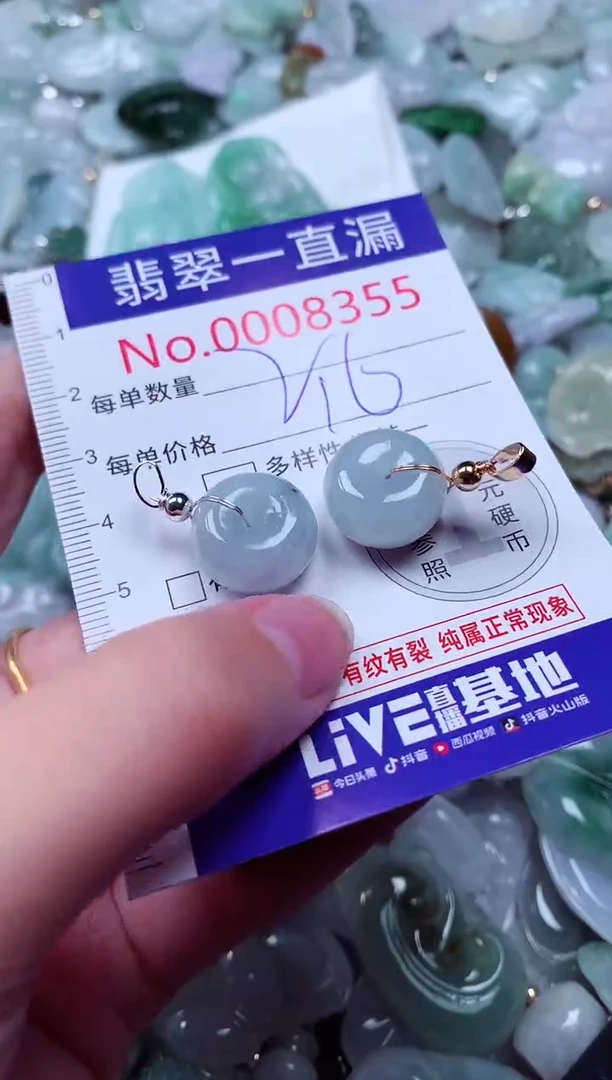 翡翠一直漏
No.0008355
每单数量
每单价格
多样性
元硬币
参照
有纹有裂 纯属正常现象
LiVE直播基地
今日头条 抖音 西瓜视频 抖音火山版
0
1
2
3
4
5